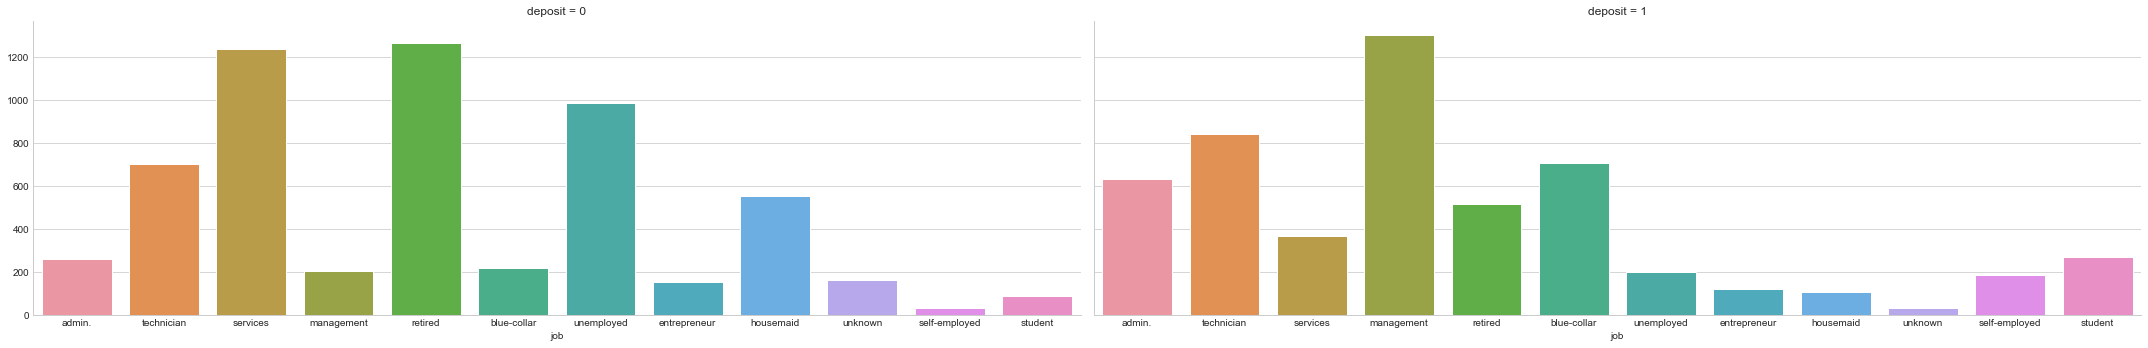 deposit = 0
1200
1000
800
600
400
200
0
admin. technician services management retired blue-collar unemployed entrepreneur housemaid unknown self-employed student
job
deposit = 1
admin. technician services management retired blue-collar unemployed entrepreneur housemaid unknown self-employed student
job